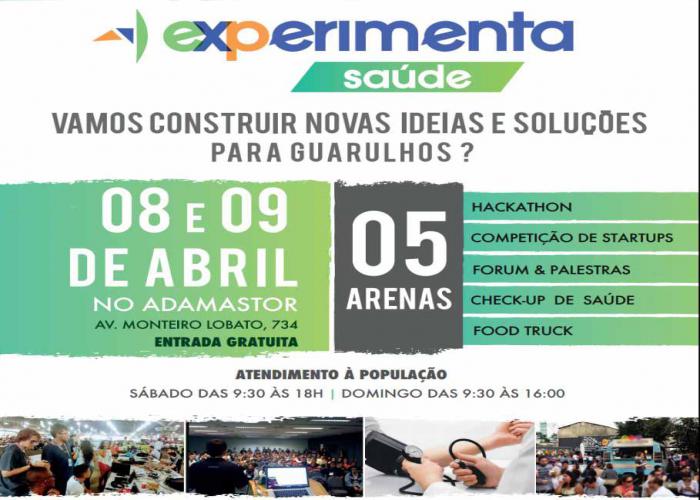 experimenta
saúde
VAMOS CONSTRUIR NOVAS IDEIAS E SOLUÇÕES
PARA GUARULHOS ?
08 E 09
DE ABRIL
NO ADAMASTOR
AV. MONTEIRO LOBATO, 734
ENTRADA GRATUITA
05
ARENAS
HACKATHON
COMPETIÇÃO DE STARTUPS
FORUM & PALESTRAS
CHECK-UP DE SAÚDE
FOOD TRUCK
ATENDIMENTO À POPULAÇÃO
SÁBADO DAS 9:30 ÀS 18H | DOMINGO DAS 9:30 ÀS 16:00